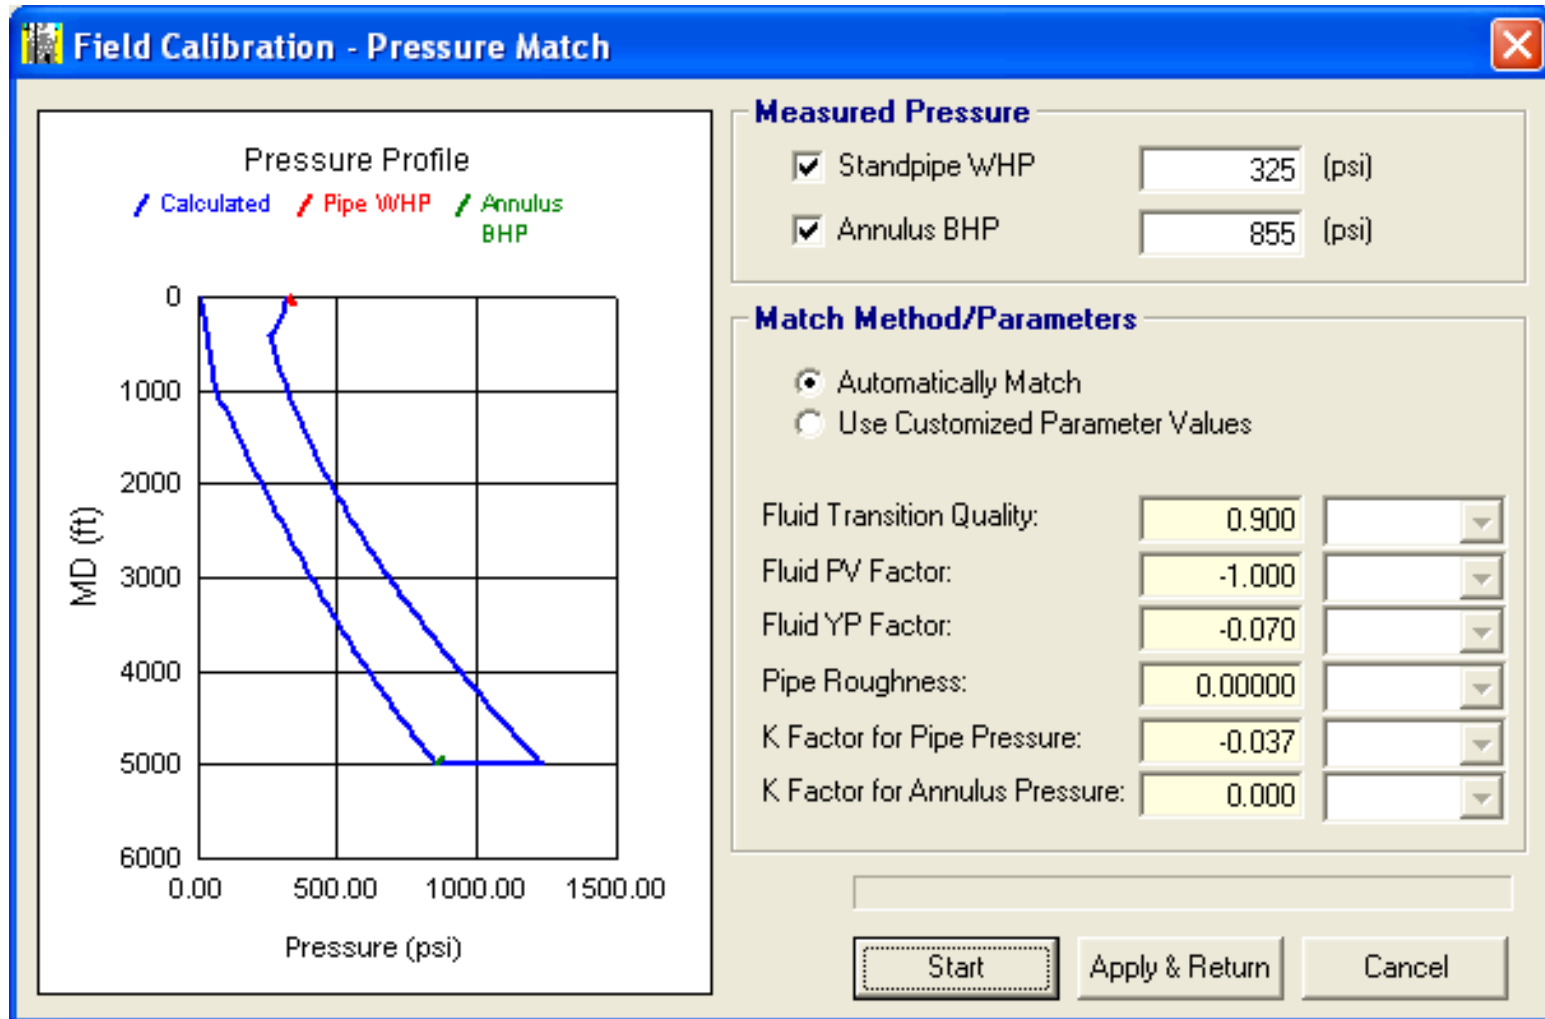 Field Calibration - Pressure Match
Pressure Profile
Calculated Pipe WHP Annulus
BHP
0
1000
2000
3000
4000
5000
6000
MD (ft)
0.00 500.00 1000.00 1500.00
Pressure (psi)
Measured Pressure
Standpipe WHP 325 (psi)
Annulus BHP 855 (psi)
Match Method/Parameters
Automatically Match
Use Customized Parameter Values
Fluid Transition Quality: 0.900
Fluid PV Factor: -1.000
Fluid YP Factor: -0.070
Pipe Roughness: 0.00000
K Factor for Pipe Pressure: -0.037
K Factor for Annulus Pressure: 0.000
Start Apply & Return Cancel